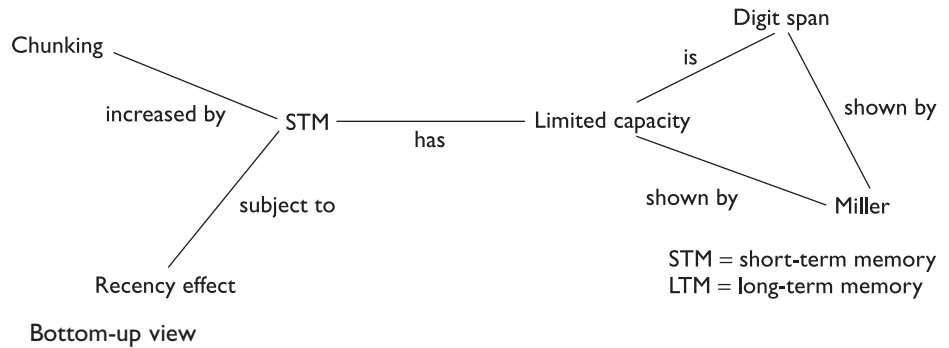 Digit span
Chunking
is
increased by
shown by
STM
has
Limited capacity
shown by
subject to
Miller
STM = short-term memory
LTM = long-term memory
Recency effect
Bottom-up view